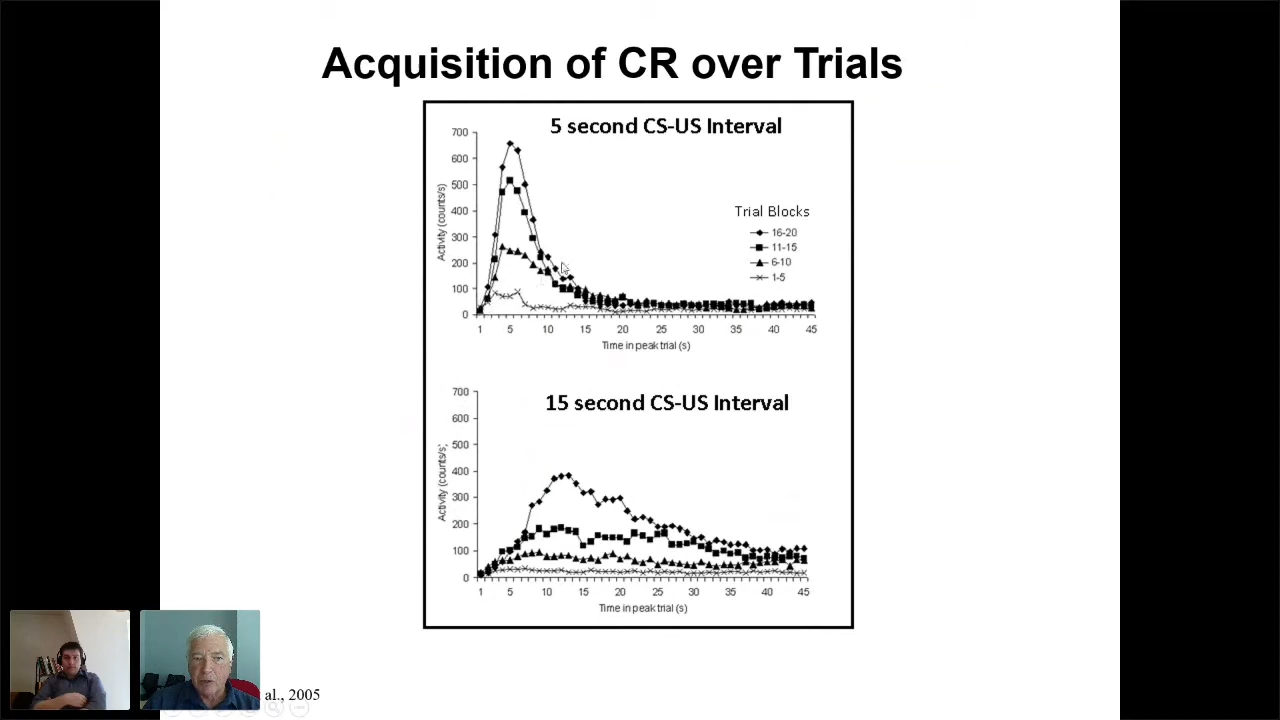 Acquisition of CR over Trials
5 second CS-US Interval
700
600
500
400
300
200
100
0
Activity (counts/s)
Trial Blocks
16-20
11-15
6-10
1-5
1 5 10 15 20 25 30 35 40 45
Time in peak trial (s)
15 second CS-US Interval
700
600
500
400
300
200
100
0
Activity (counts/s;
1 5 10 15 20 25 30 35 40 45
Time in peak trial (s)
al., 2005